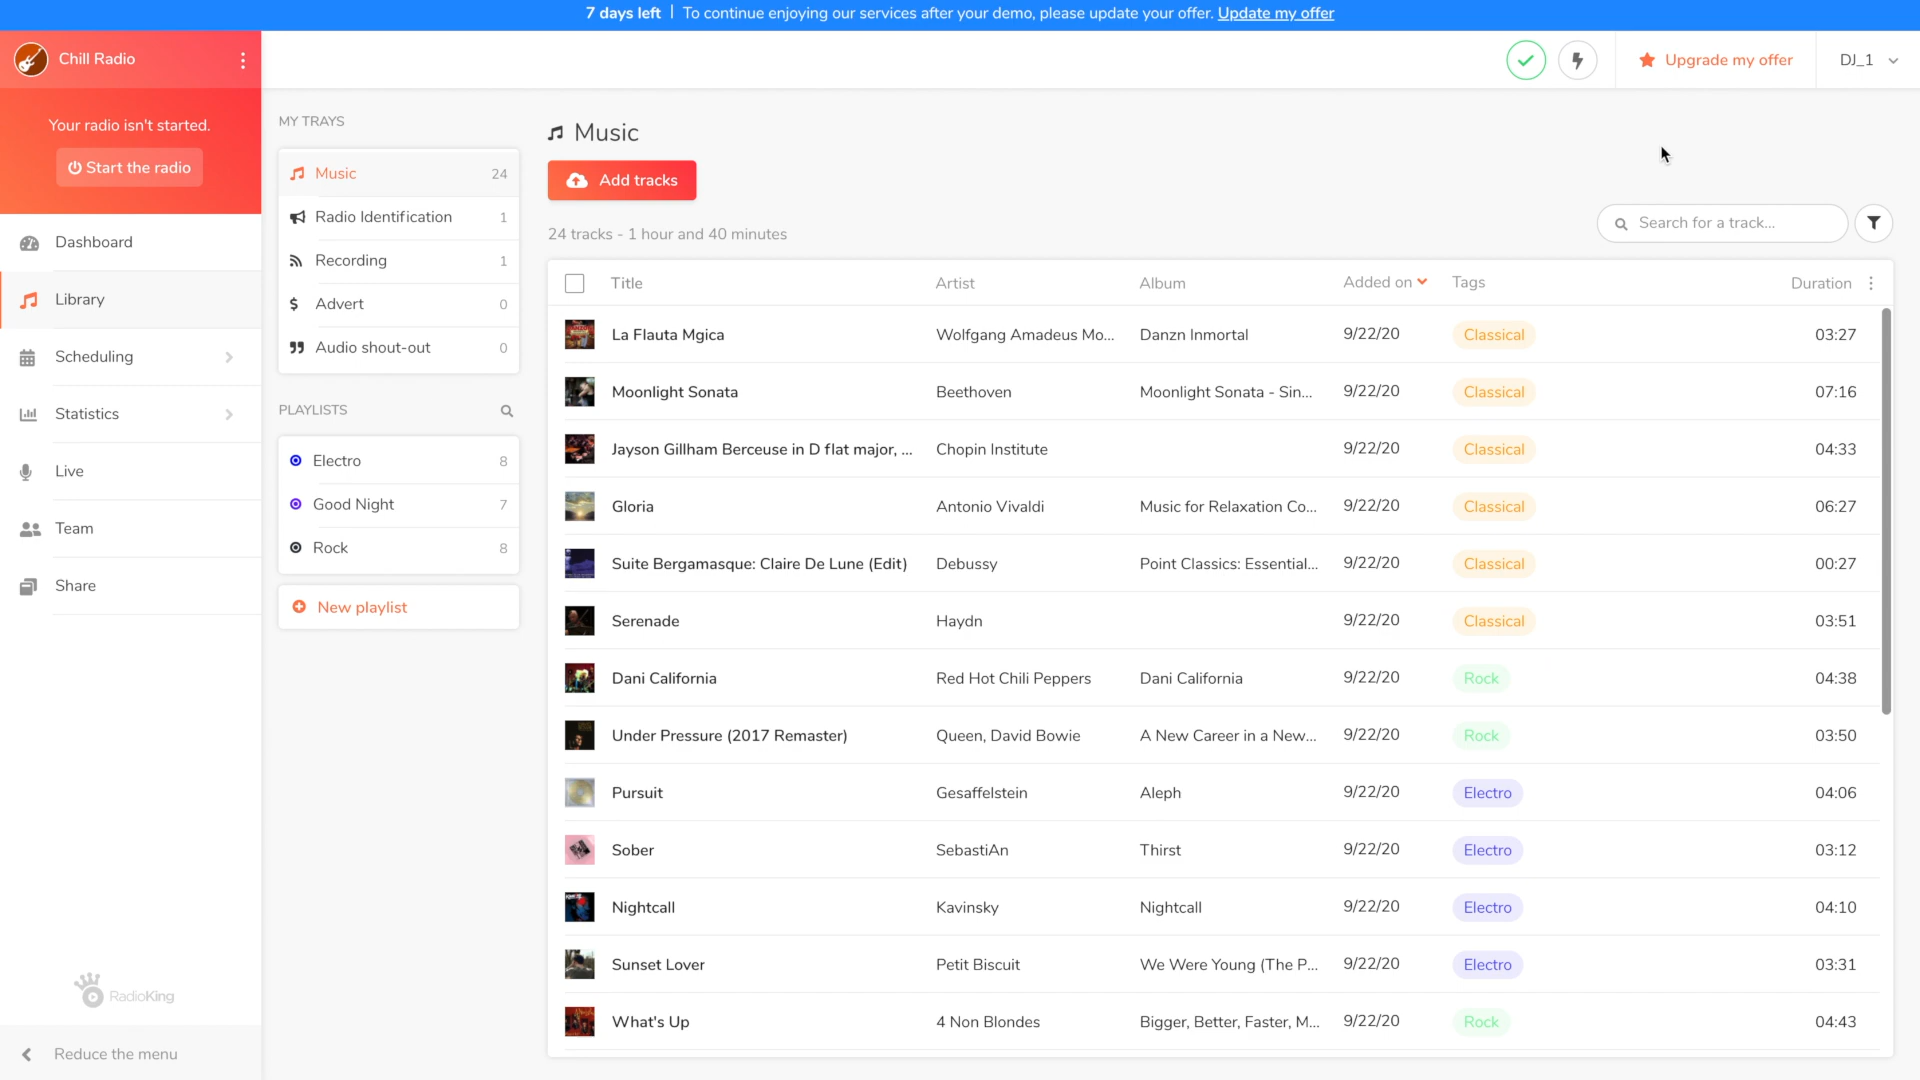 7 days left | To continue enjoying our services after your demo, please update your offer. Update my offer
Chill Radio
Upgrade my offer
DJ_1
Your radio isn't started.
Start the radio
Dashboard
Library
Scheduling
Statistics
Live
Team
Share
RadioKing
Reduce the menu
MY TRAYS
Music 24
Radio Identification 1
Recording 1
Advert 0
Audio shout-out 0
PLAYLISTS
Electro 8
Good Night 7
Rock 8
New playlist
Music
Add tracks
24 tracks - 1 hour and 40 minutes
Search for a track...
Title Artist Album Added on Tags Duration
La Flauta Mgica Wolfgang Amadeus Mo... Danzn Inmortal 9/22/20 Classical 03:27
Moonlight Sonata Beethoven Moonlight Sonata - Sin... 9/22/20 Classical 07:16
Jayson Gillham Berceuse in D flat major, ... Chopin Institute 9/22/20 Classical 04:33
Gloria Antonio Vivaldi Music for Relaxation Co... 9/22/20 Classical 06:27
Suite Bergamasque: Claire De Lune (Edit) Debussy Point Classics: Essential... 9/22/20 Classical 00:27
Serenade Haydn 9/22/20 Classical 03:51
Dani California Red Hot Chili Peppers Dani California 9/22/20 Rock 04:38
Under Pressure (2017 Remaster) Queen, David Bowie A New Career in a New... 9/22/20 Rock 03:50
Pursuit Gesaffelstein Aleph 9/22/20 Electro 04:06
Sober SebastiAn Thirst 9/22/20 Electro 03:12
Nightcall Kavinsky Nightcall 9/22/20 Electro 04:10
Sunset Lover Petit Biscuit We Were Young (The P... 9/22/20 Electro 03:31
What's Up 4 Non Blondes Bigger, Better, Faster, M... 9/22/20 Rock 04:43